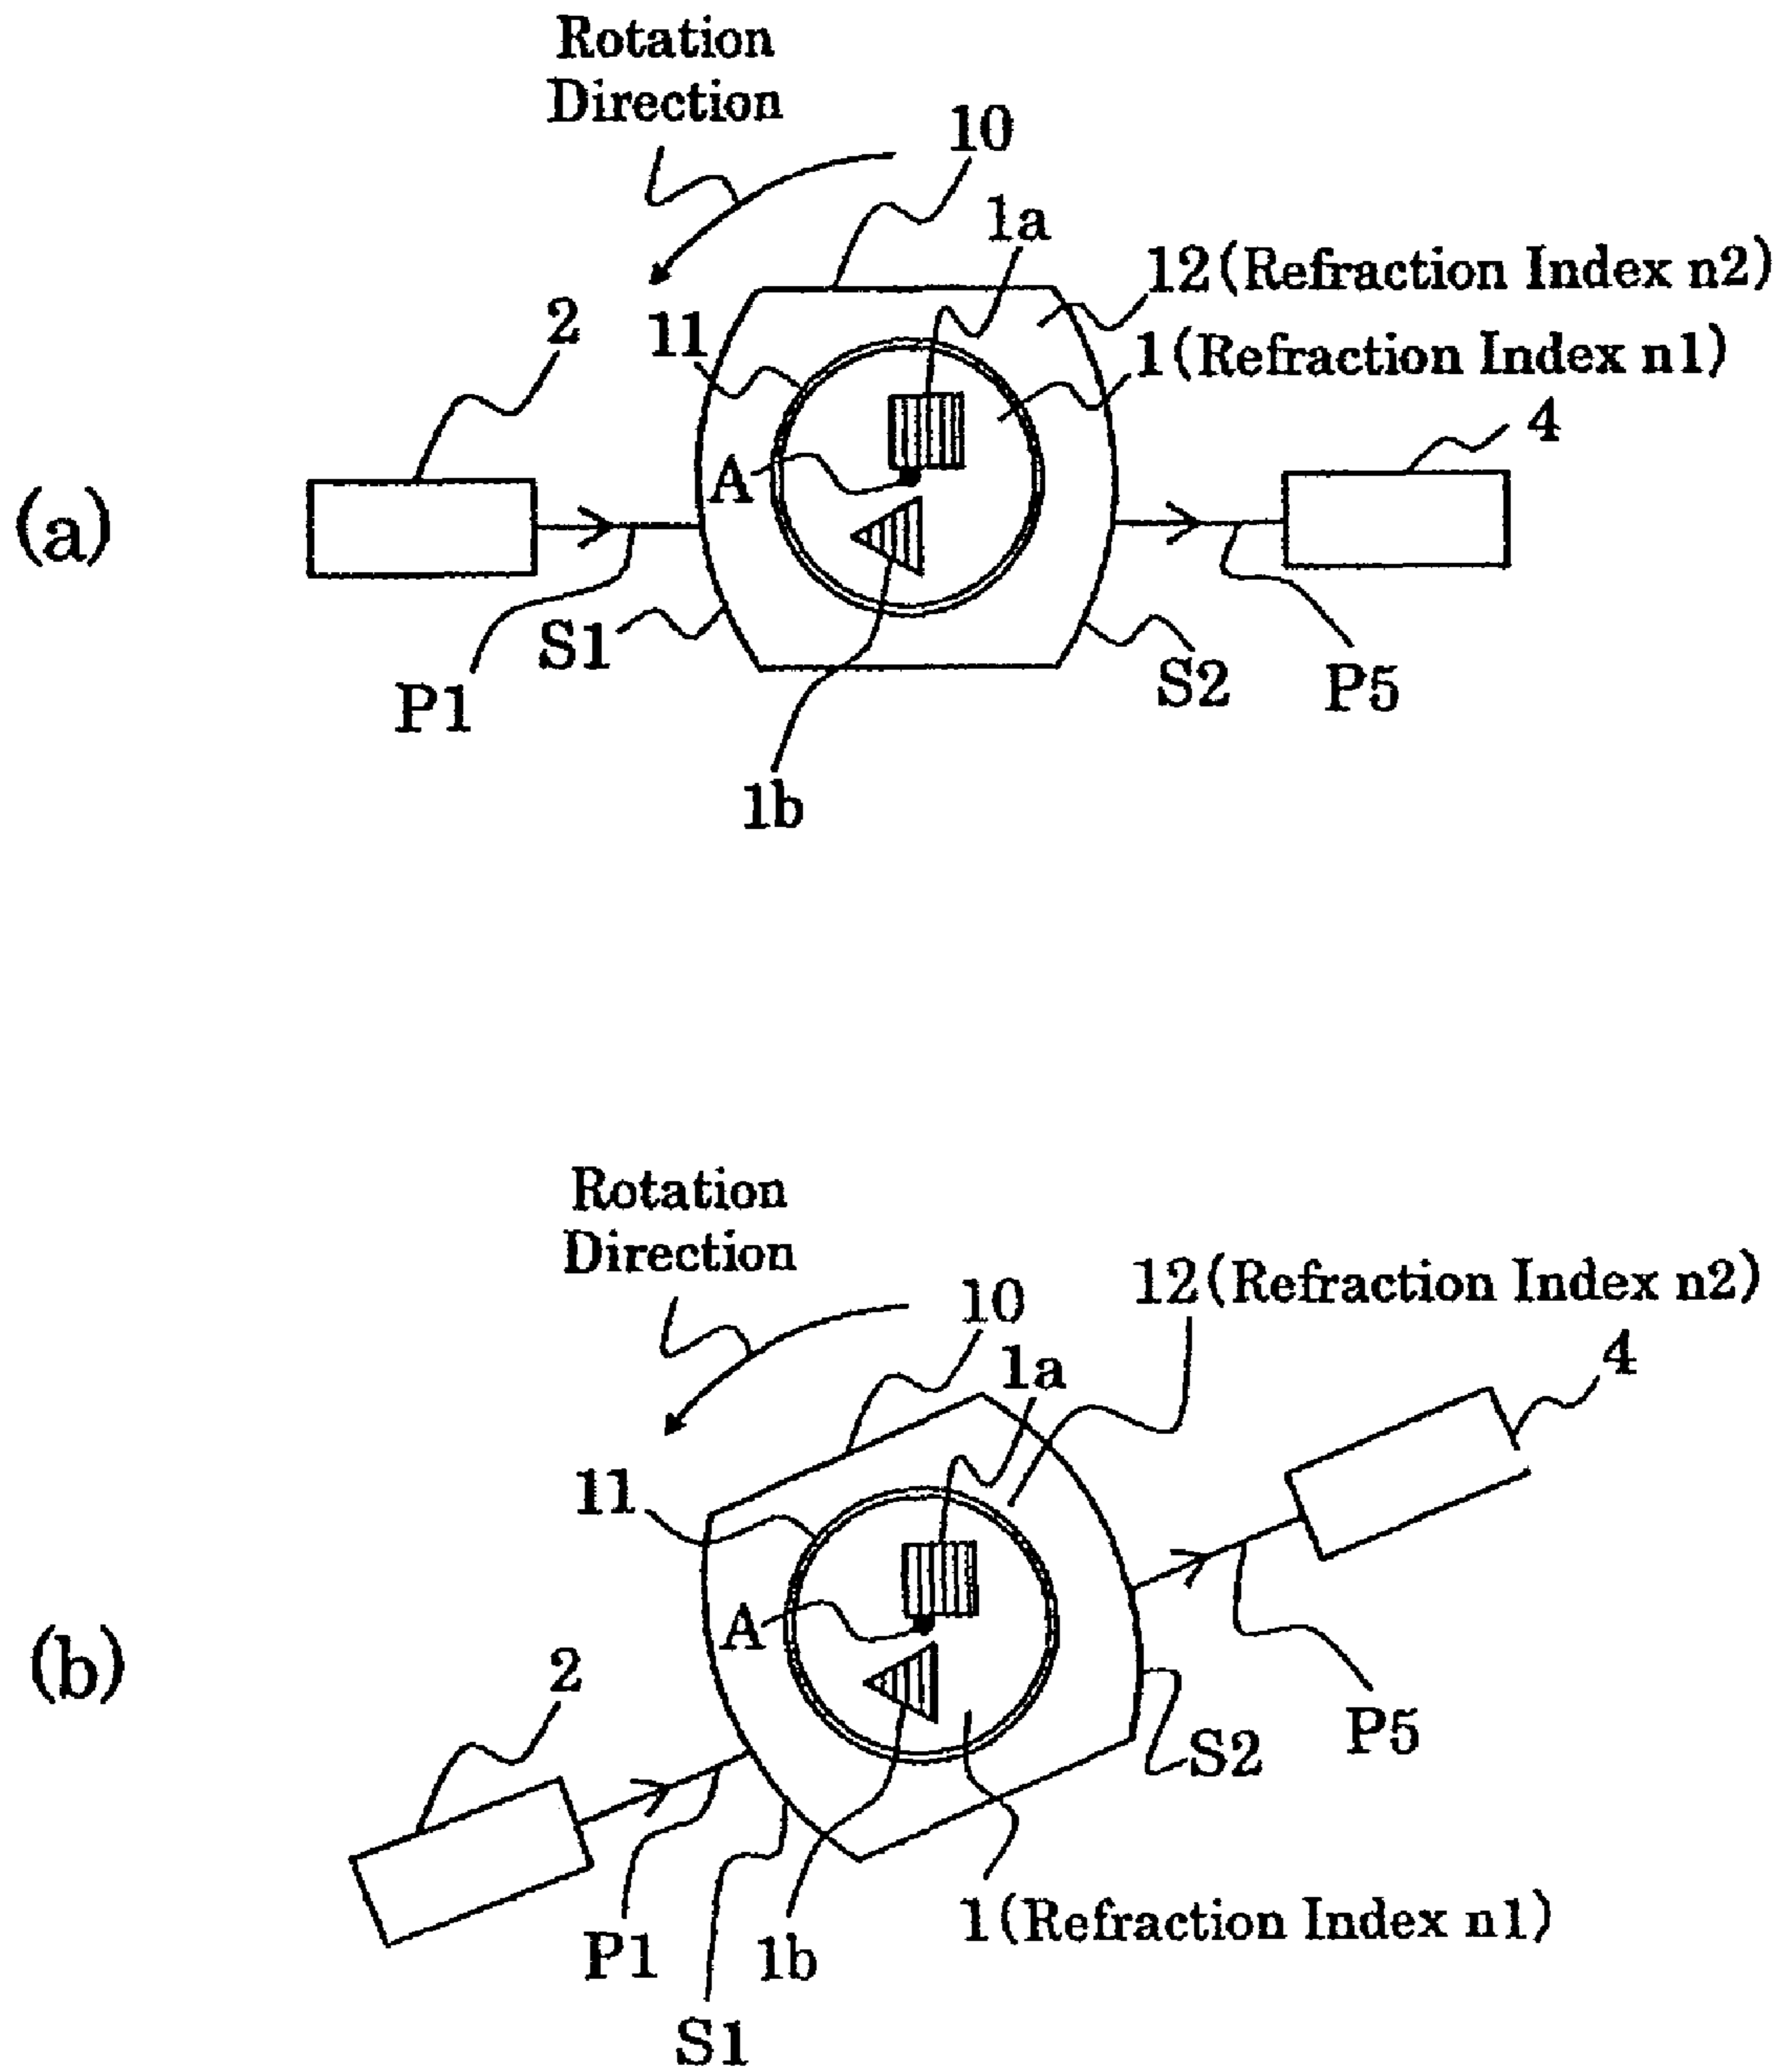 Rotation
Direction
10
1a
12(Refraction Index n2)
2
11
1(Refraction Index n1)
4
A
(a)
S1
S2
P1
P5
1b
Rotation
Direction
12(Refraction Index n2)
10
4
1a
11
A
(b)
2
P5
S2
1(Refraction Index n1)
P1
1b
S1